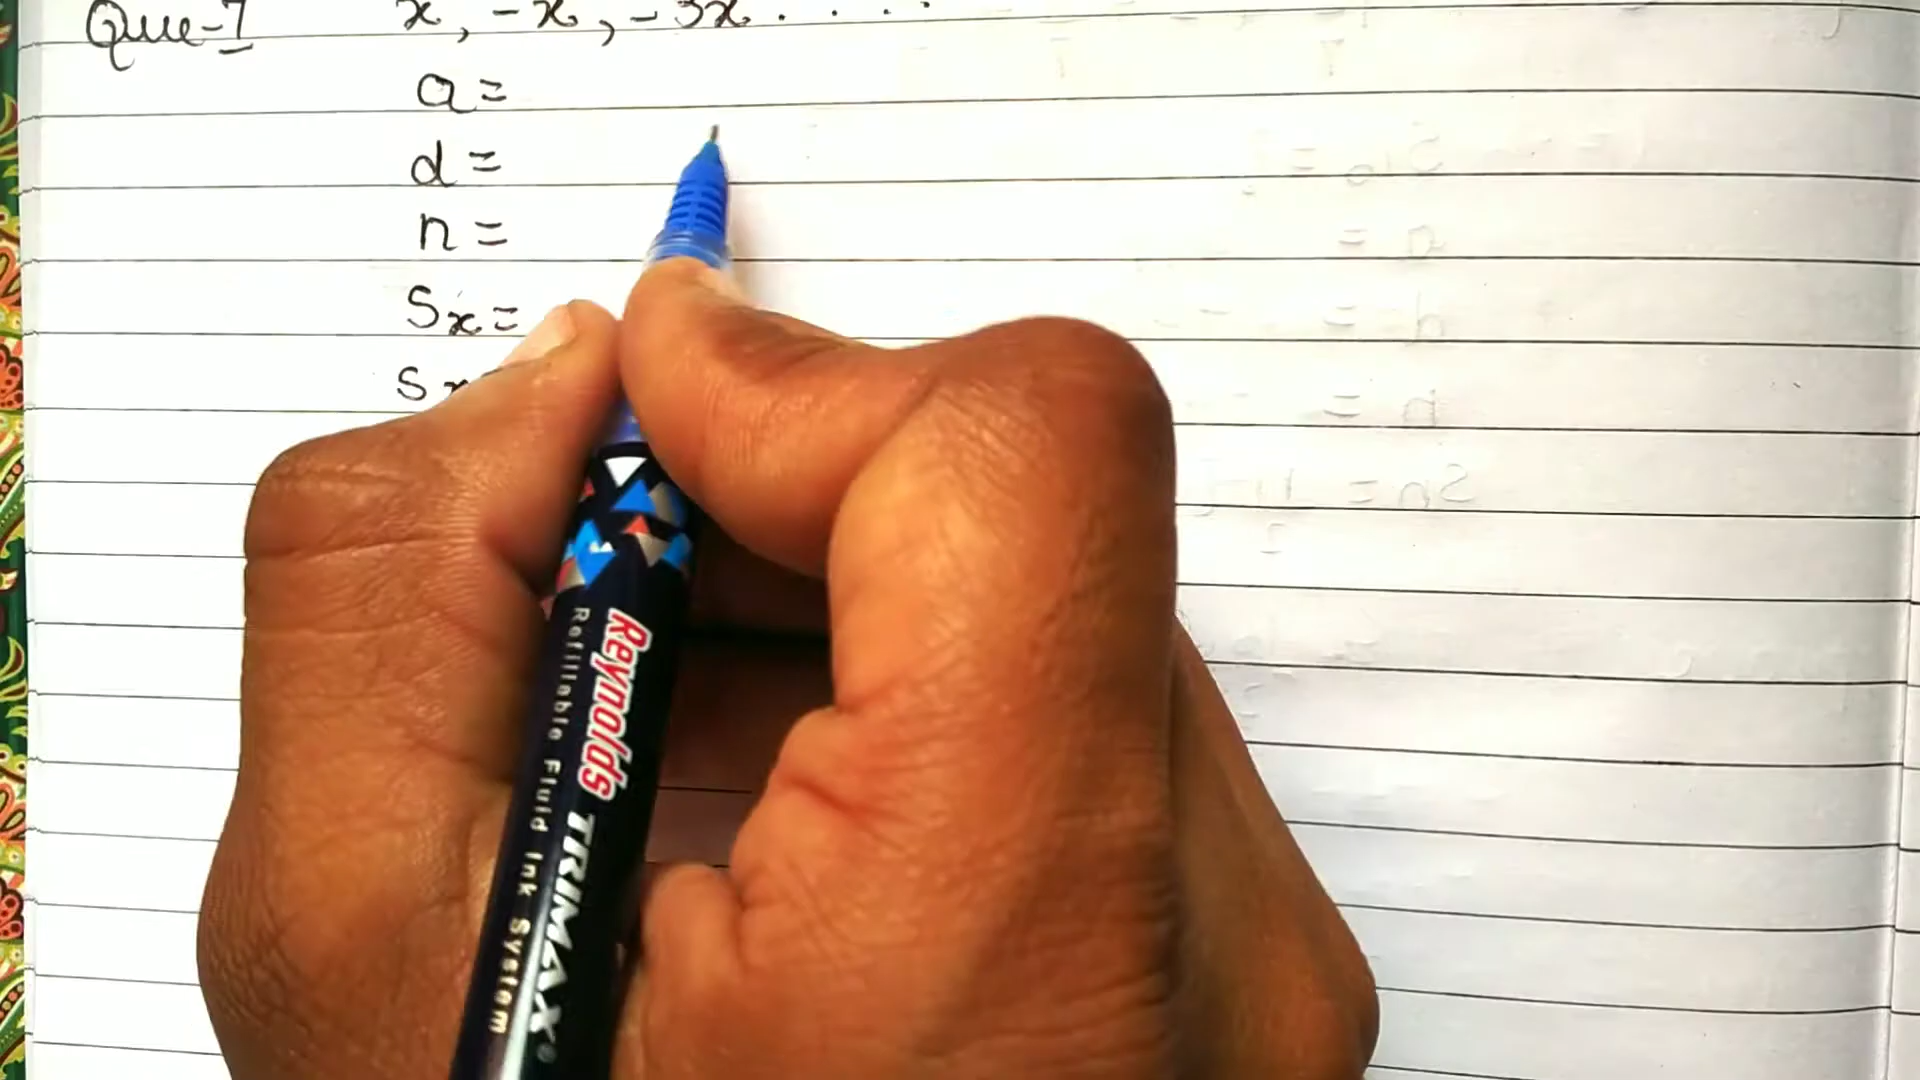 Que-7 x, -x, -3x . . . .
a =
d =
n =
Sx =
Reynolds TRIMAX®
Refillable Fluid Ink System